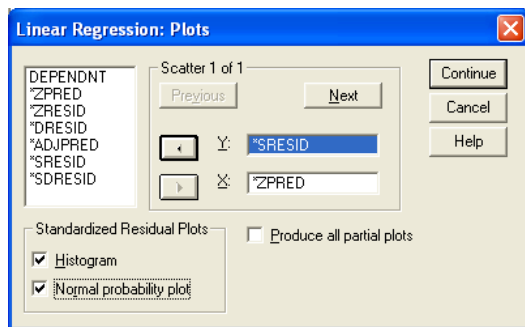 Linear Regression: Plots
DEPENDNT
*ZPRED
*ZRESID
*DRESID
*ADJPRED
*SRESID
*SDRESID
Scatter 1 of 1
Previous
Next
Y:
*SRESID
X:
*ZPRED
Continue
Cancel
Help
Standardized Residual Plots
Histogram
Normal probability plot
Produce all partial plots